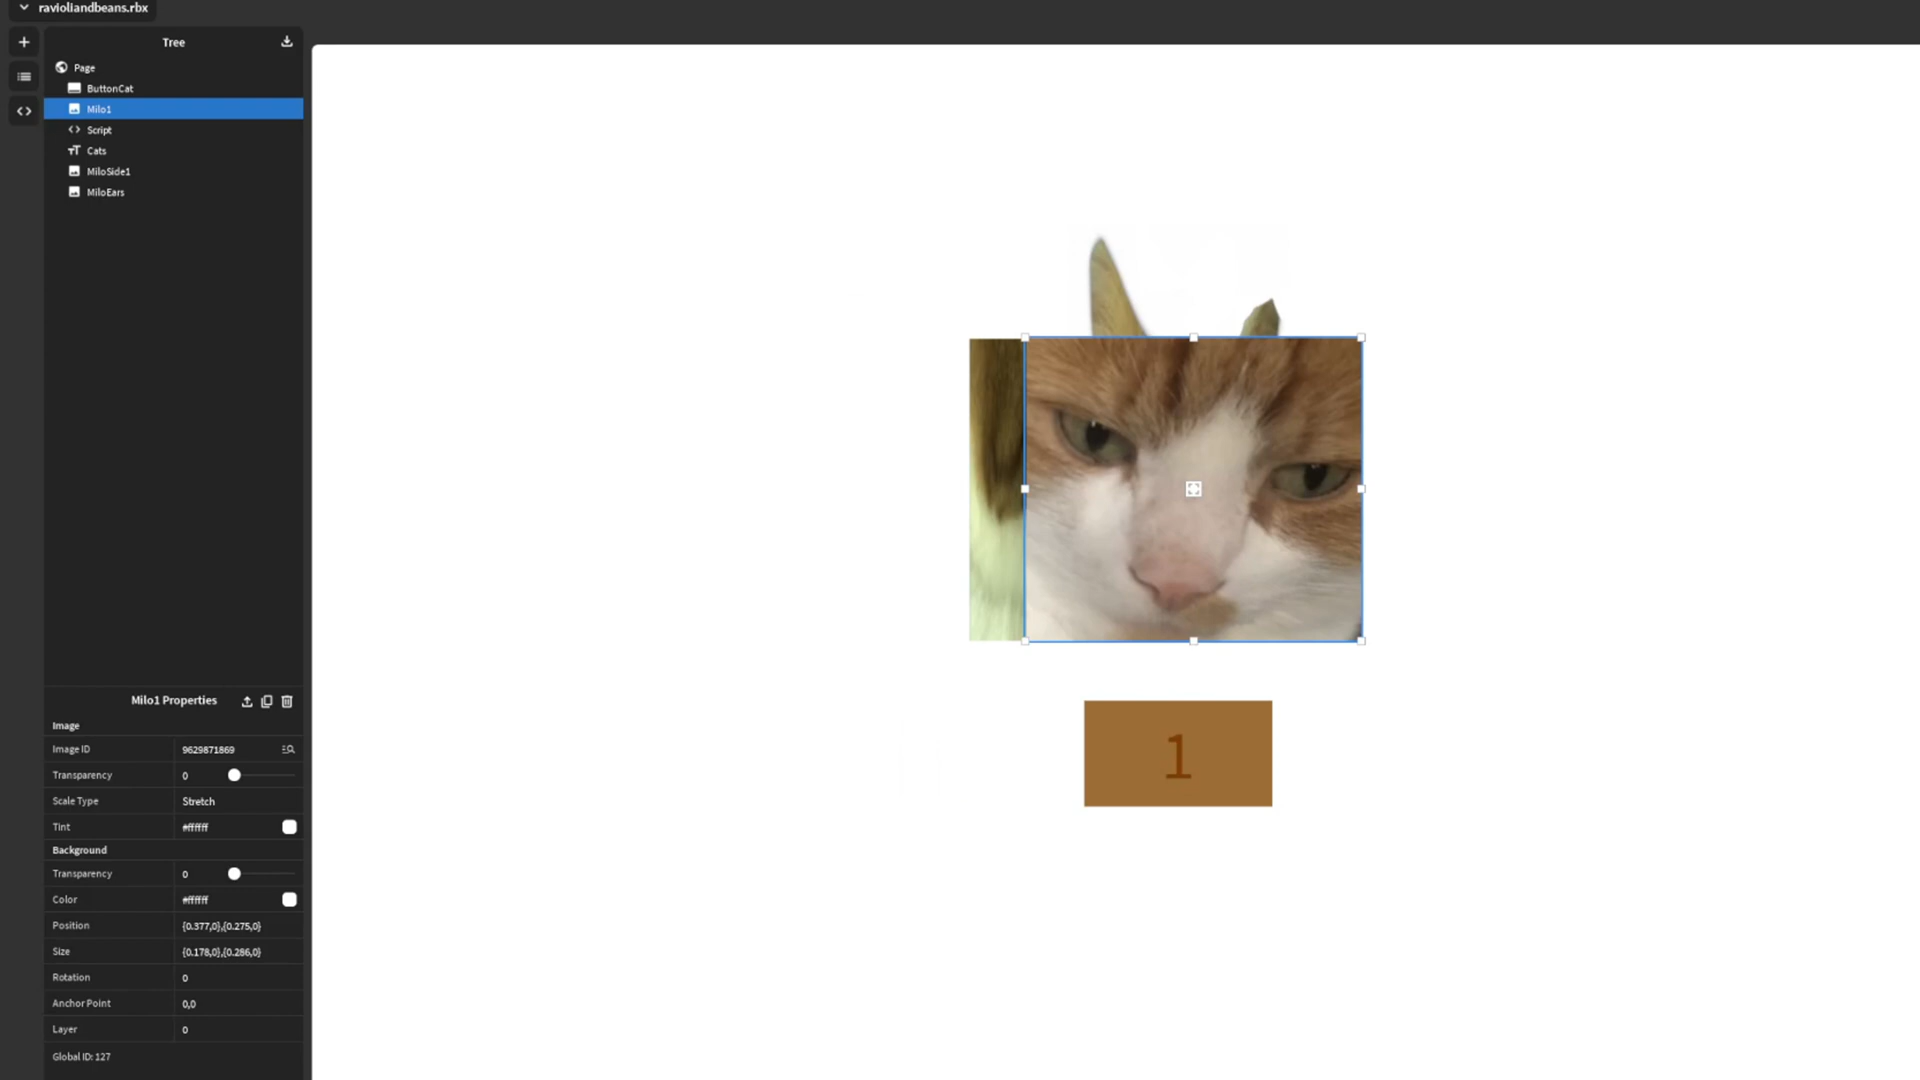 ravioliandbeans.rbx
Tree
Page
ButtonCat
Milo1
Script
Cats
MiloSide1
MiloEars
1
Milo1 Properties
Image
Image ID 9629871869
Transparency 0
Scale Type Stretch
Tint #ffffff
Background
Transparency 0
Color #ffffff
Position {0.377,0},{0.275,0}
Size {0.178,0},{0.286,0}
Rotation 0
Anchor Point 0,0
Layer 0
Global ID: 127